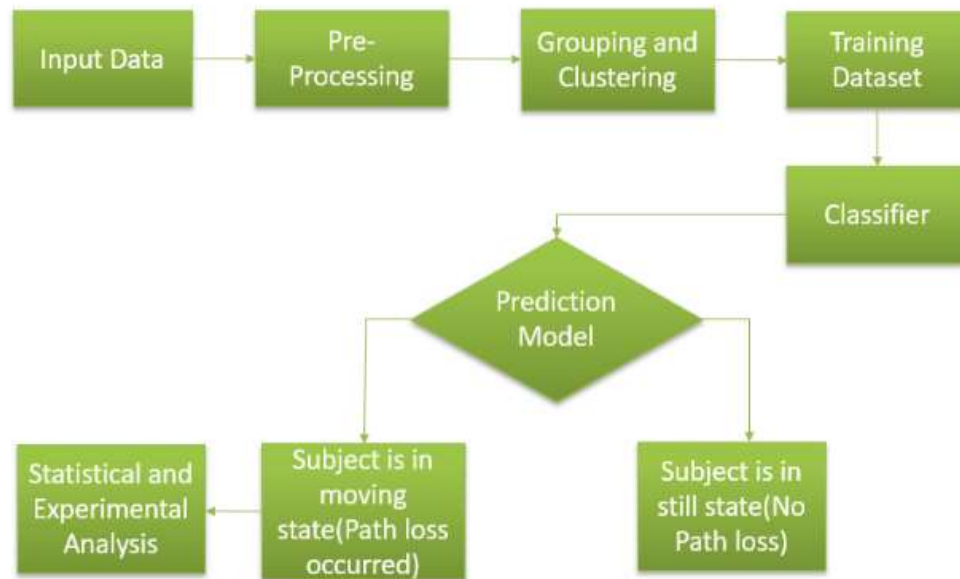 Input Data
Pre-
Processing
Grouping and
Clustering
Training
Dataset
Classifier
Prediction
Model
Statistical and
Experimental
Analysis
Subject is in
moving
state(Path loss
occurred)
Subject is in
still state(No
Path loss)